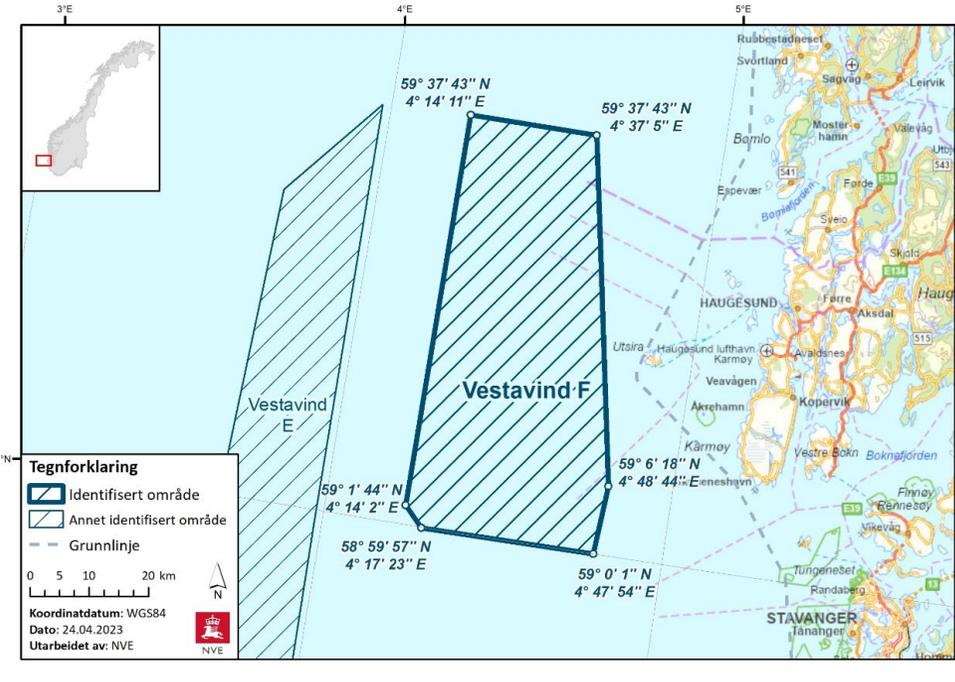 3°E
4°E
5°E
59° 37' 43'' N
4° 14' 11'' E
59° 37' 43'' N
4° 37' 5'' E
Rubbestadneset
Svortland
Sagvåg
Leirvik
Moster-
hamn
Valevåg
Bømlo
541
E39
543
Espevær
Førde
Bømlafjorden
Sveio
Skjold
E134
HAUGESUND
Førre
Haug
Aksdal
515
Utsira
Haugesund lufthavn
Karmøy
Avaldsnes
Veavågen
Kopervik
Åkrehamn
Vestavind F
Vestavind
E
Karmøy
Vestre Bokn
Boknefjorden
59° 6' 18'' N
4° 48' 44'' E
eneshavn
Finnøy
Rennesøy
E39
Vikevåg
59° 1' 44'' N
4° 14' 2'' E
58° 59' 57'' N
4° 17' 23'' E
59° 0' 1'' N
4° 47' 54'' E
Tungeneset
Randaberg
13
STAVANGER
Tananger
°N
Tegnforklaring
Identifisert område
Annet identifisert område
Grunnlinje
0 5 10 20 km
N
Koordinatdatum: WGS84
Dato: 24.04.2023
Utarbeidet av: NVE
NVE